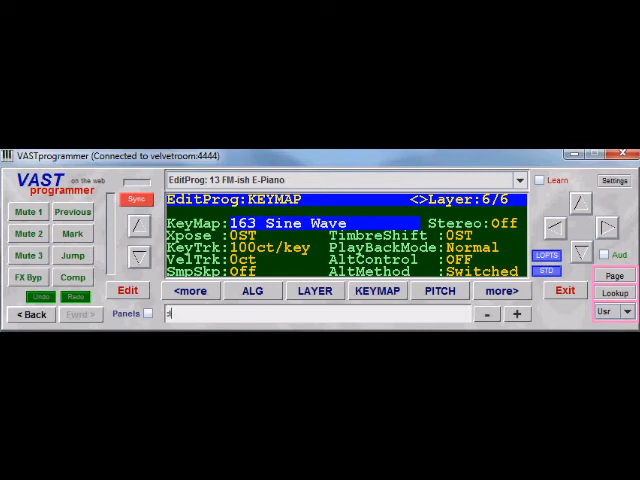 VASTprogrammer (Connected to velvetroom:4444)
VAST on the web
programmer
Sync
EditProg: 13 FM-ish E-Piano
Learn
Settings
Mute 1 Previous
Mute 2 Mark
Mute 3 Jump
FX Byp Comp
Undo Redo
< Back Fwrd >
Edit
Panels
EditProg:KEYMAP <>Layer:6/6
KeyMap:163 Sine Wave Stereo:Off
Xpose :0ST TimbreShift :0ST
KeyTrk:100ct/key PlayBackMode:Normal
VelTrk:0ct AltControl :OFF
SmpSkp:Off AltMethod :Switched
<more ALG LAYER KEYMAP PITCH more>
- +
LOPTS
STD
Aud
Exit
Page
Lookup
Usr